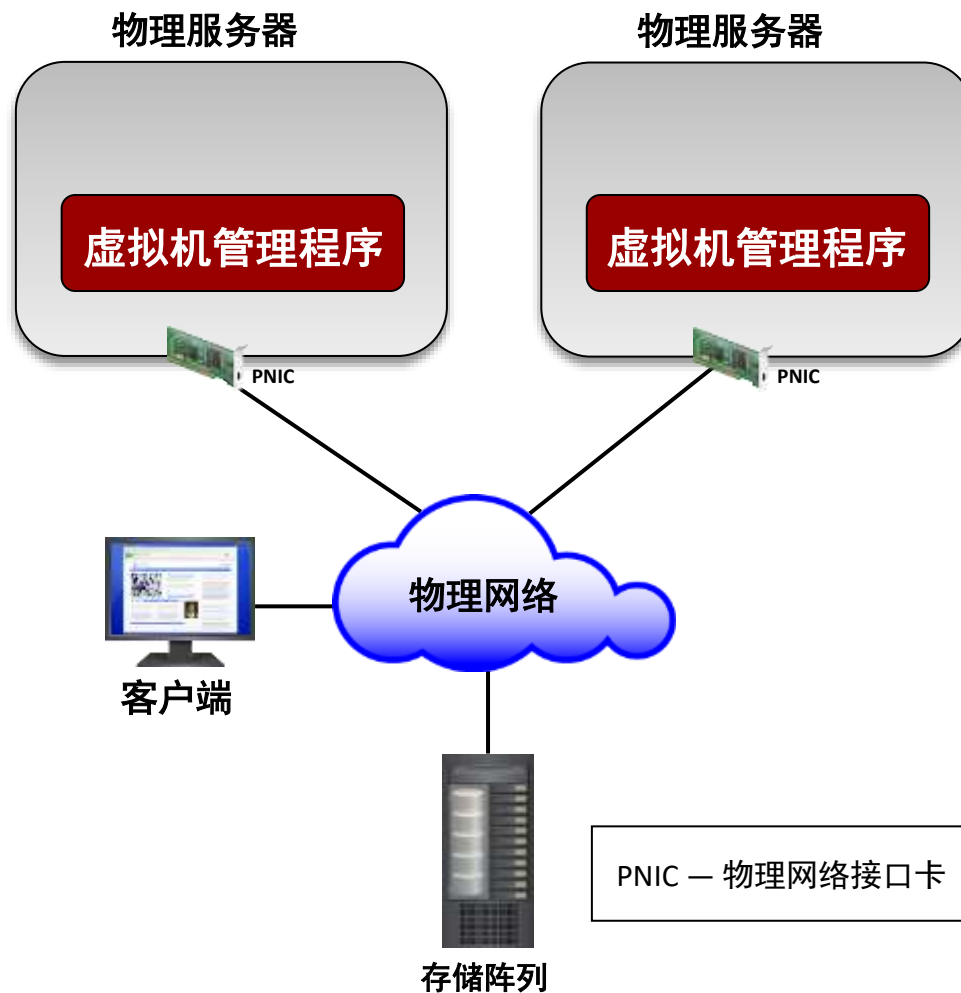 物理服务器
物理服务器
虚拟机管理程序
虚拟机管理程序
PNIC
PNIC
物理网络
客户端
PNIC — 物理网络接口卡
存储阵列